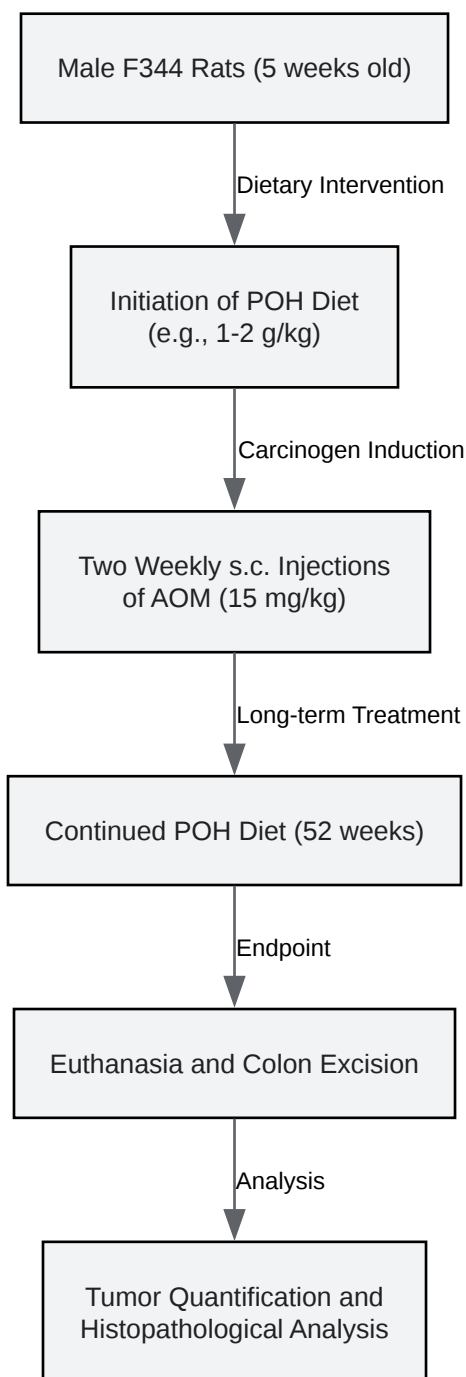 Male F344 Rats (5 weeks old)
Dietary Intervention
Initiation of POH Diet
(e.g., 1-2 g/kg)
Carcinogen Induction
Two Weekly s.c. Injections
of AOM (15 mg/kg)
Long-term Treatment
Continued POH Diet (52 weeks)
Endpoint
Euthanasia and Colon Excision
Analysis
Tumor Quantification and
Histopathological Analysis